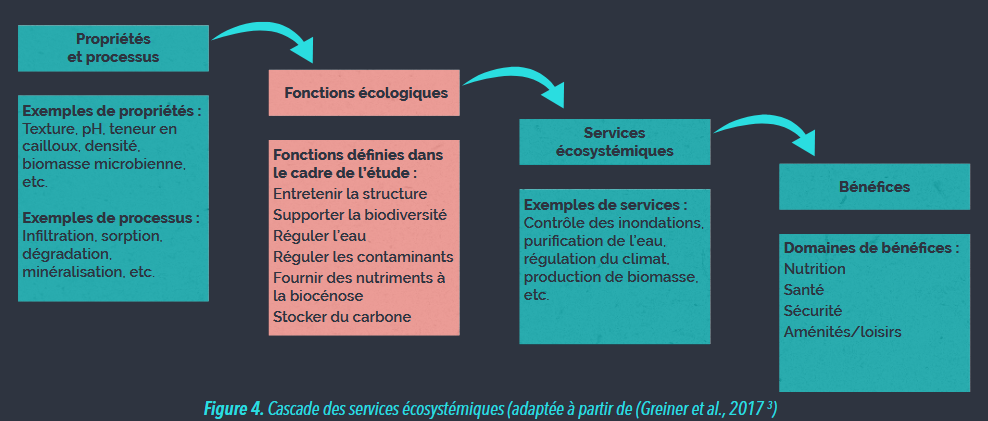 Propriétés
et processus
Exemples de propriétés :
Texture, pH, teneur en
cailloux, densité,
biomasse microbienne,
etc.
Exemples de processus :
Infiltration, sorption,
dégradation,
minéralisation, etc.
Fonctions écologiques
Fonctions définies dans
le cadre de l'étude :
Entretenir la structure
Supporter la biodiversité
Réguler l'eau
Réguler les contaminants
Fournir des nutriments à
la biocénose
Stocker du carbone
Services
écosystémiques
Exemples de services :
Contrôle des inondations,
purification de l'eau,
régulation du climat,
production de biomasse,
etc.
Bénéfices
Domaines de bénéfices :
Nutrition
Santé
Sécurité
Aménités/loisirs
Figure 4. Cascade des services écosystémiques (adaptée à partir de (Greiner et al., 2017 ³)